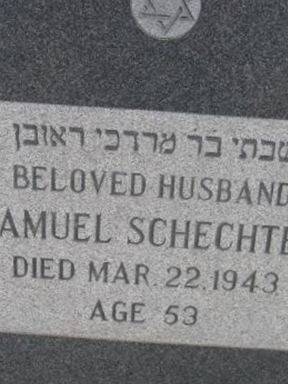 שבתי בר מרדכי ראובן
BELOVED HUSBAND
AMUEL SCHECHTE
DIED MAR. 22. 1943
AGE 53